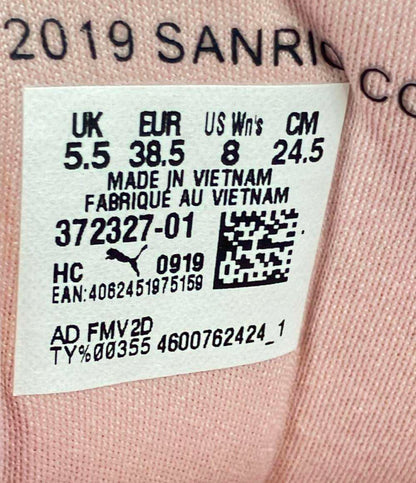 2019 SANRIO CO
UK EUR US Wn's CM
5.5 38.5 8 24.5
MADE IN VIETNAM
FABRIQUÉ AU VIETNAM
372327-01
HC 0919
EAN:4062451975159
AD FMV2D
TY%00355 4600762424_1